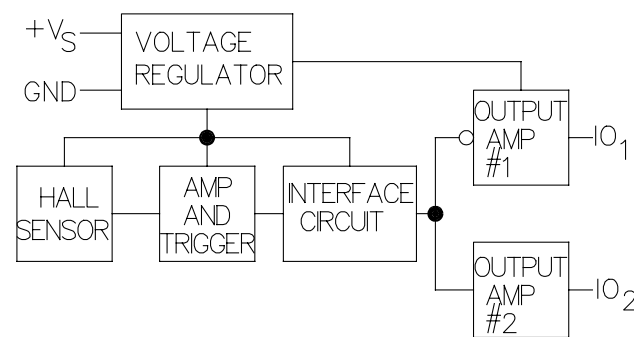 +VS
GND
VOLTAGE
REGULATOR
HALL
SENSOR
AMP
AND
TRIGGER
INTERFACE
CIRCUIT
OUTPUT
AMP
#1
IO1
OUTPUT
AMP
#2
IO2